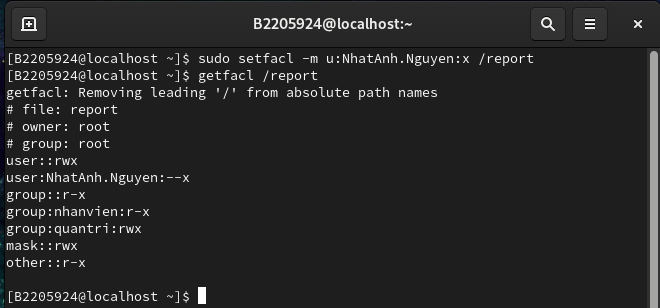 B2205924@localhost:~
[B2205924@localhost ~]$ sudo setfacl -m u:NhatAnh.Nguyen:x /report
[B2205924@localhost ~]$ getfacl /report
getfacl: Removing leading '/' from absolute path names
# file: report
# owner: root
# group: root
user::rwx
user:NhatAnh.Nguyen:--x
group::r-x
group:nhanvien:r-x
group:quantri:rwx
mask::rwx
other::r-x
[B2205924@localhost ~]$